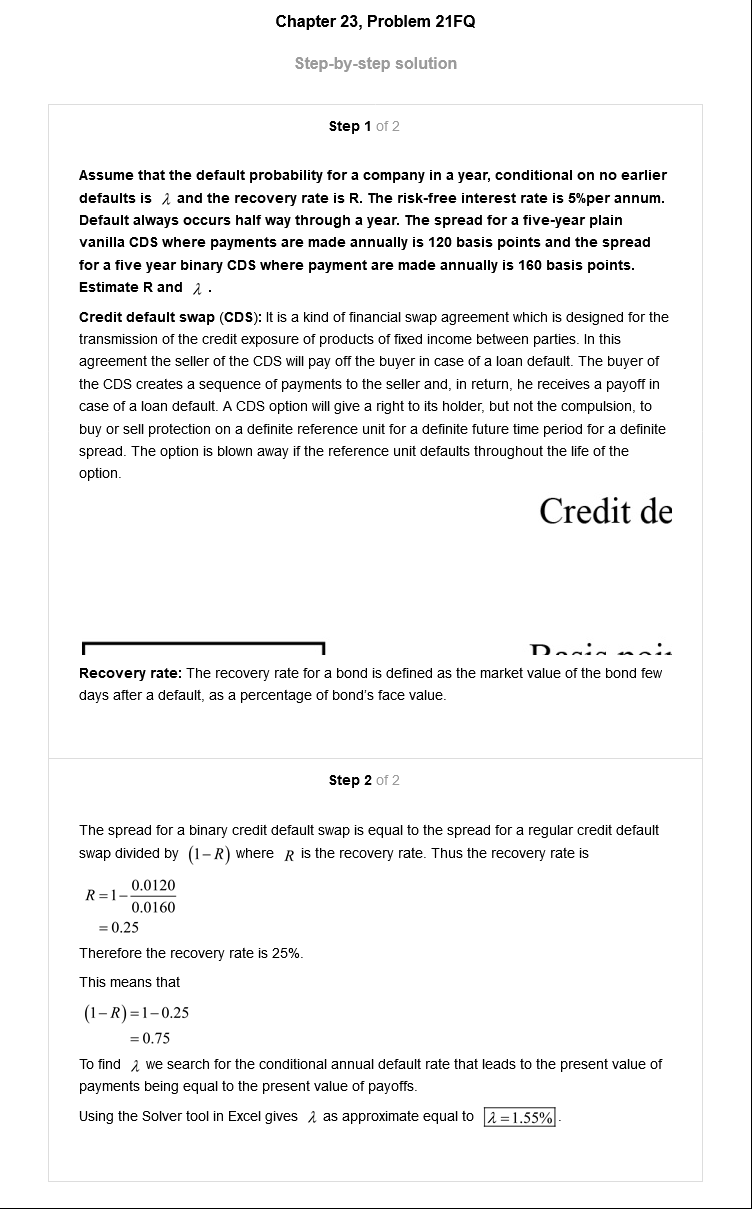 Chapter 23, Problem 21FQ
Step-by-step solution
Step 1 of 2
Assume that the default probability for a company in a year, conditional on no earlier
defaults is λ and the recovery rate is R. The risk-free interest rate is 5%per annum.
Default always occurs half way through a year. The spread for a five-year plain
vanilla CDS where payments are made annually is 120 basis points and the spread
for a five year binary CDS where payment are made annually is 160 basis points.
Estimate R and λ .
Credit default swap (CDS): It is a kind of financial swap agreement which is designed for the
transmission of the credit exposure of products of fixed income between parties. In this
agreement the seller of the CDS will pay off the buyer in case of a loan default. The buyer of
the CDS creates a sequence of payments to the seller and, in return, he receives a payoff in
case of a loan default. A CDS option will give a right to its holder, but not the compulsion, to
buy or sell protection on a definite reference unit for a definite future time period for a definite
spread. The option is blown away if the reference unit defaults throughout the life of the
option.
Credit de
Recovery rate: The recovery rate for a bond is defined as the market value of the bond few
days after a default, as a percentage of bond's face value.
Step 2 of 2
The spread for a binary credit default swap is equal to the spread for a regular credit default
swap divided by (1−R) where R is the recovery rate. Thus the recovery rate is
R = 1− 0.0120 / 0.0160
= 0.25
Therefore the recovery rate is 25%.
This means that
(1−R) = 1−0.25
= 0.75
To find λ we search for the conditional annual default rate that leads to the present value of
payments being equal to the present value of payoffs.
Using the Solver tool in Excel gives λ as approximate equal to λ = 1.55% .